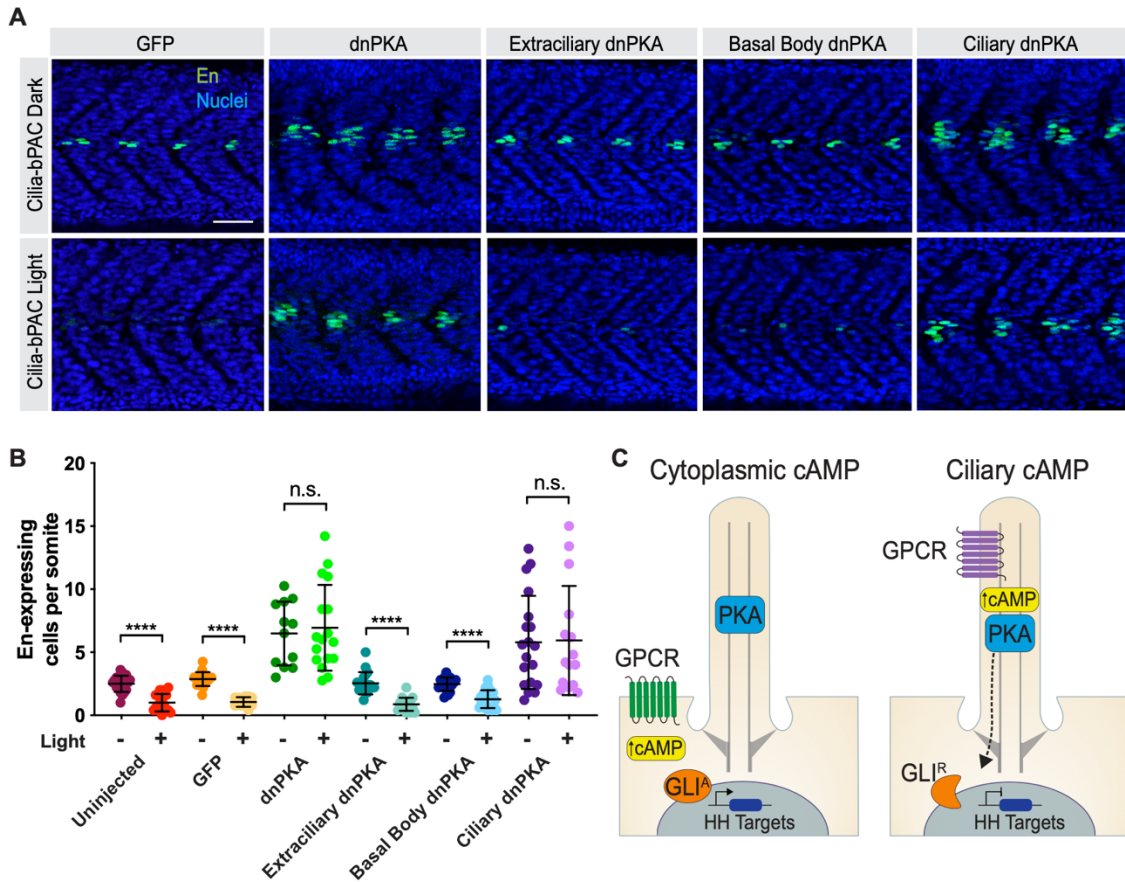 A
GFP
dnPKA
Extraciliary dnPKA
Basal Body dnPKA
Ciliary dnPKA
Cilia-bPAC Dark
En
Nuclei
Cilia-bPAC Light
B
En-expressing
cells per somite
20
15
10
5
0
****
****
n.s.
****
****
n.s.
Light
-
+
-
+
-
+
-
+
-
+
-
+
Uninjected
GFP
dnPKA
Extraciliary dnPKA
Basal Body dnPKA
Ciliary dnPKA
C
Cytoplasmic cAMP
PKA
GPCR
↑cAMP
GLIᴬ
HH Targets
Ciliary cAMP
GPCR
↑cAMP
PKA
GLIᴿ
HH Targets